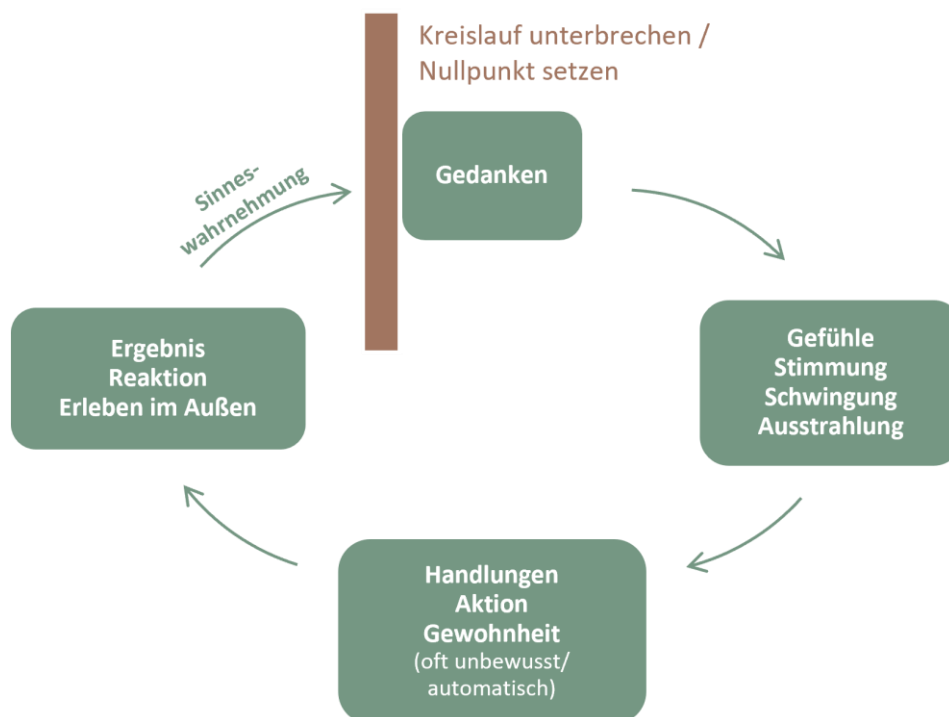 Kreislauf unterbrechen /
Nullpunkt setzen
Gedanken
Sinnes-
wahrnehmung
Gefühle
Stimmung
Schwingung
Ausstrahlung
Handlungen
Aktion
Gewohnheit
(oft unbewusst/
automatisch)
Ergebnis
Reaktion
Erleben im Außen